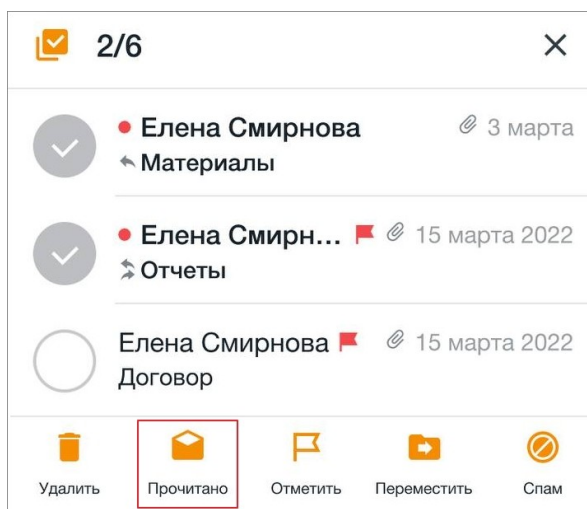 2/6
Елена Смирнова 3 марта
Материалы
Елена Смирн... 15 марта 2022
Отчеты
Елена Смирнова 15 марта 2022
Договор
Удалить Прочитано Отметить Переместить Спам